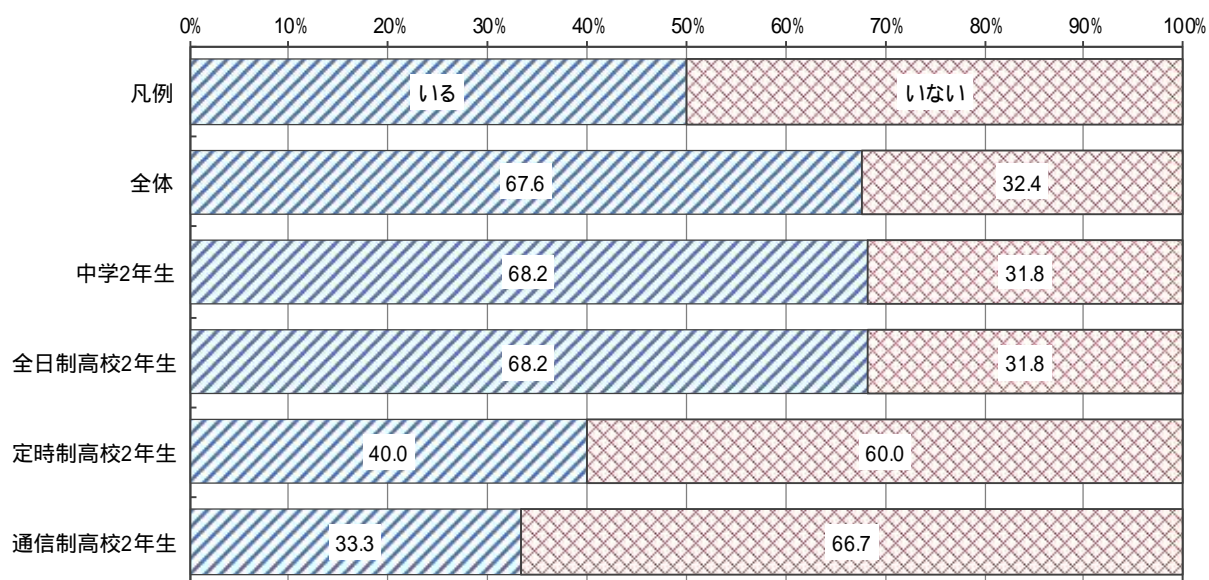 0% 10% 20% 30% 40% 50% 60% 70% 80% 90% 100%
凡例 いる いない
全体 67.6 32.4
中学2年生 68.2 31.8
全日制高校2年生 68.2 31.8
定時制高校2年生 40.0 60.0
通信制高校2年生 33.3 66.7